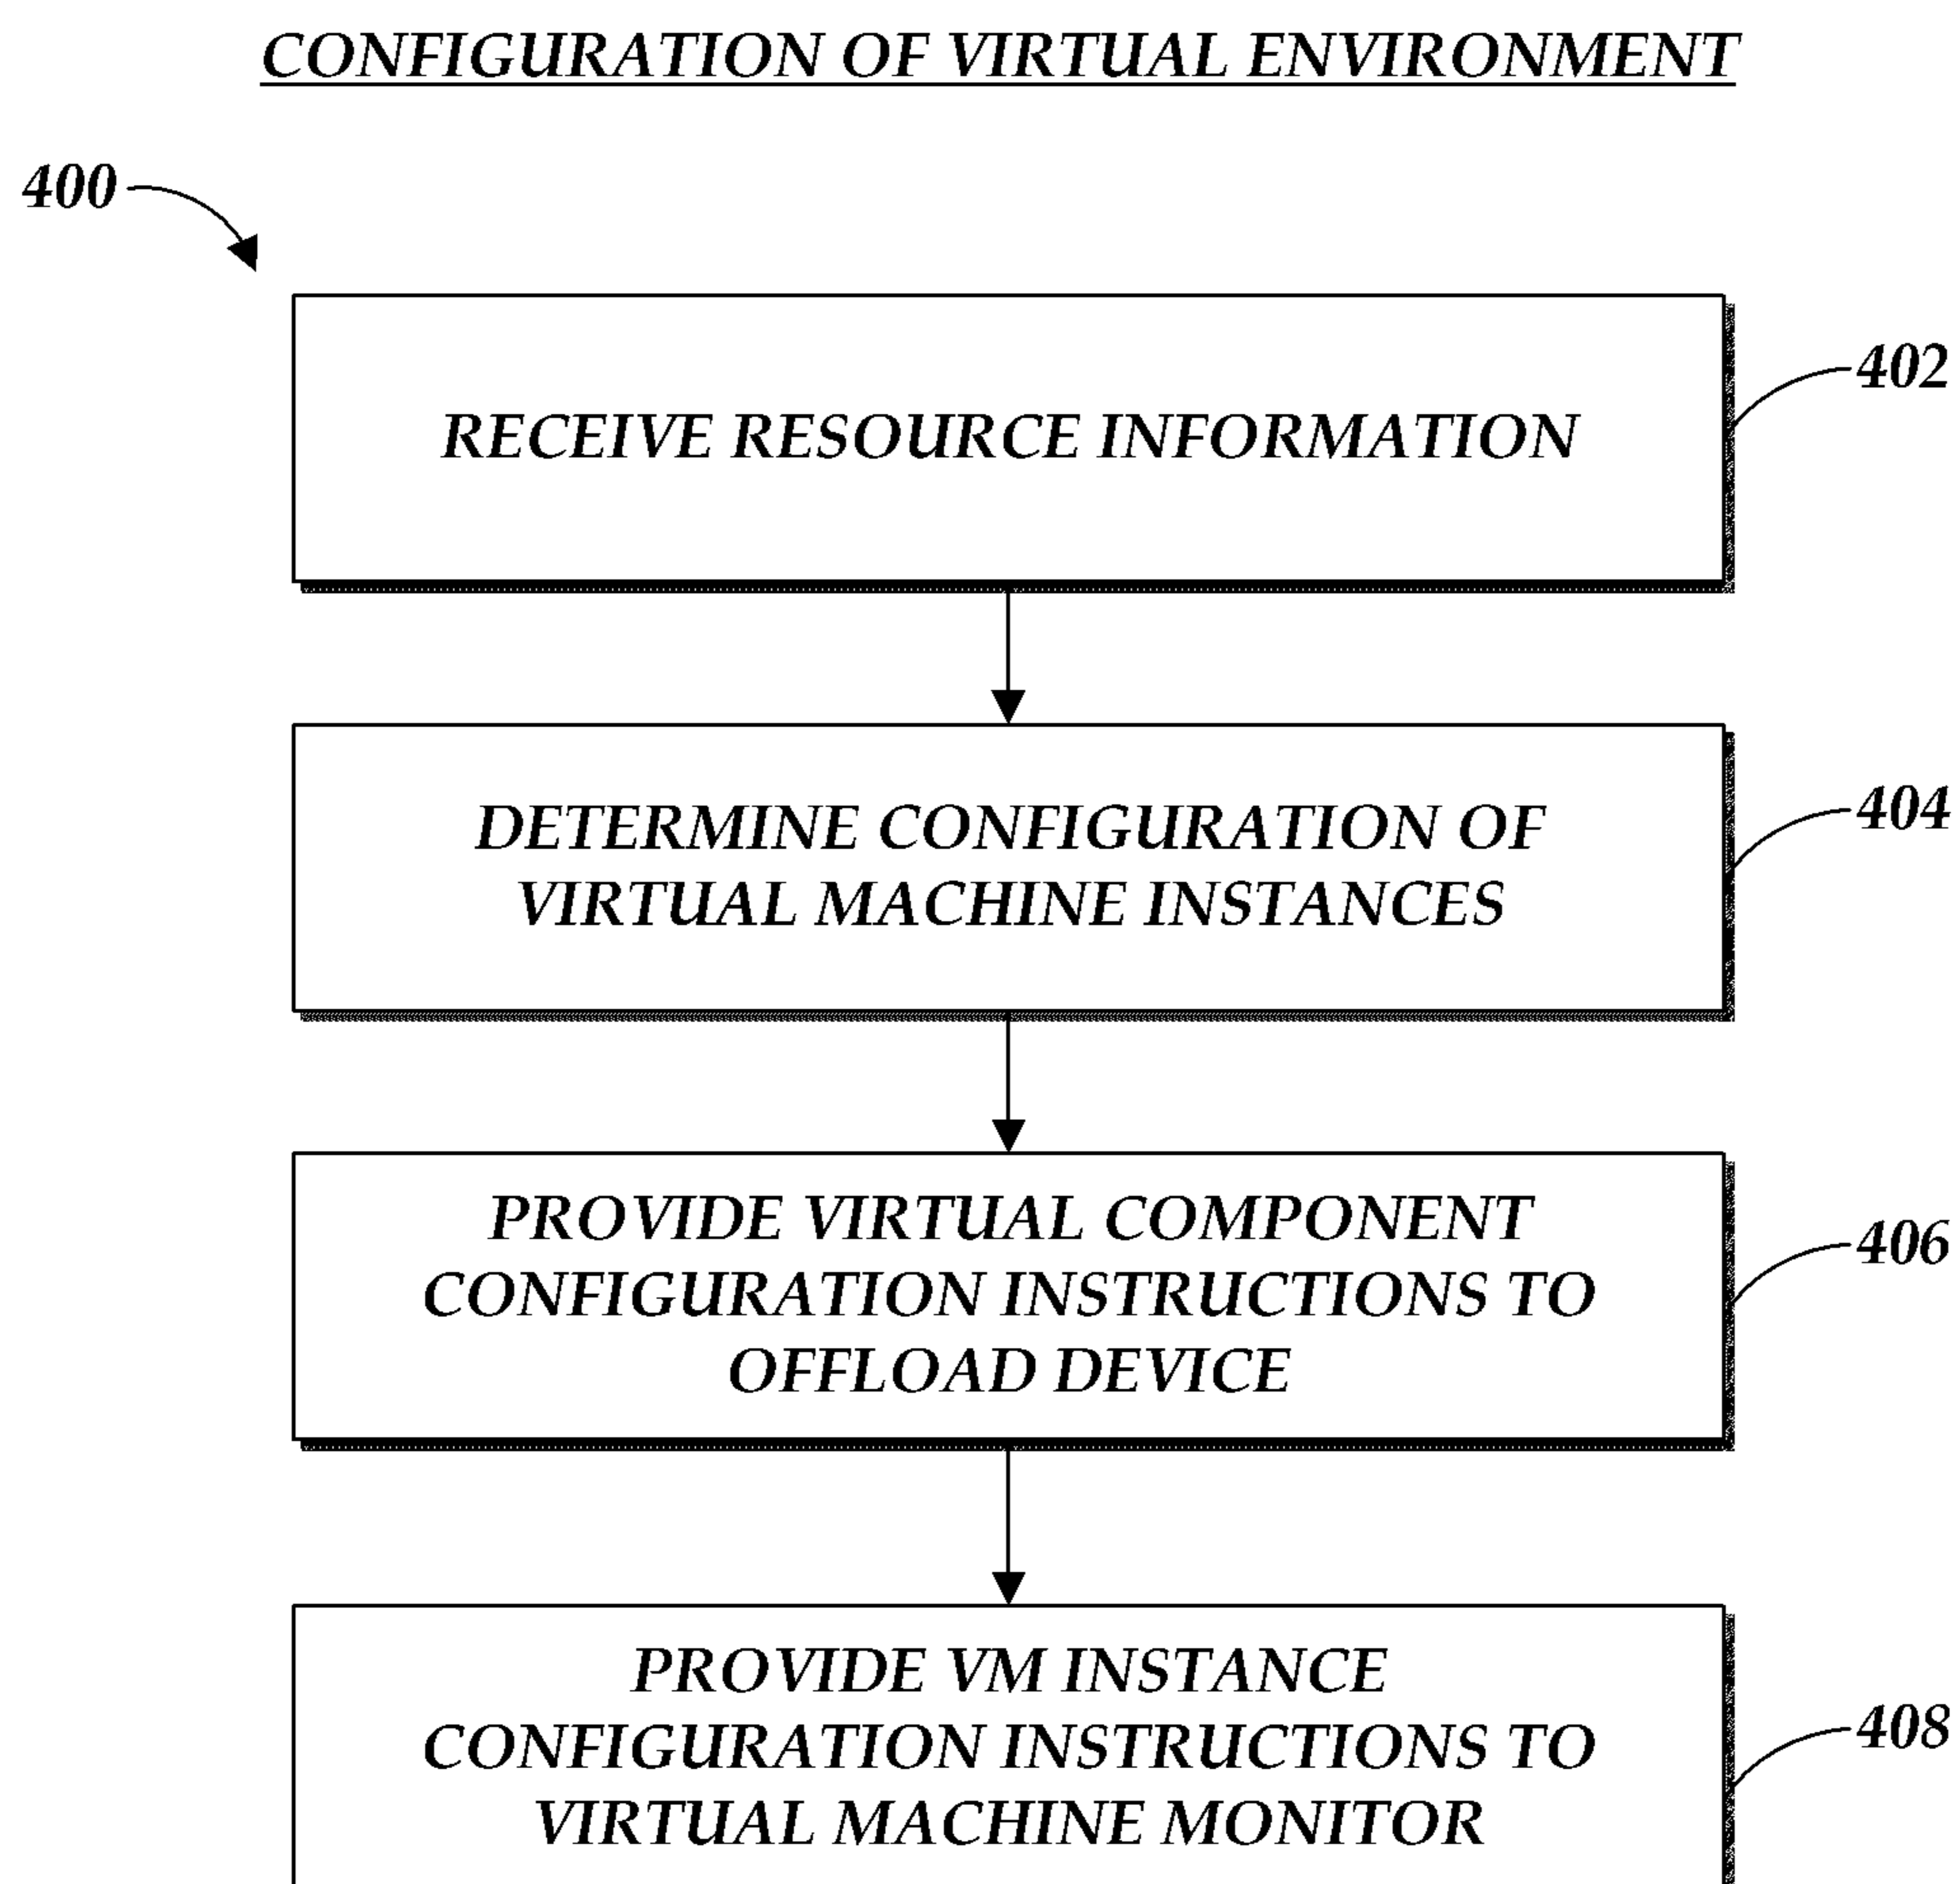 CONFIGURATION OF VIRTUAL ENVIRONMENT
400
RECEIVE RESOURCE INFORMATION
402
DETERMINE CONFIGURATION OF
VIRTUAL MACHINE INSTANCES
404
PROVIDE VIRTUAL COMPONENT
CONFIGURATION INSTRUCTIONS TO
OFFLOAD DEVICE
406
PROVIDE VM INSTANCE
CONFIGURATION INSTRUCTIONS TO
VIRTUAL MACHINE MONITOR
408